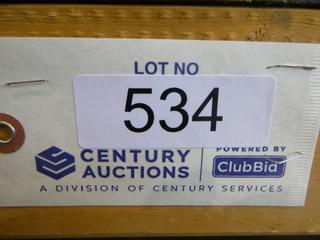 LOT NO
534
CENTURY AUCTIONS
POWERED BY
ClubBid
A DIVISION OF CENTURY SERVICES